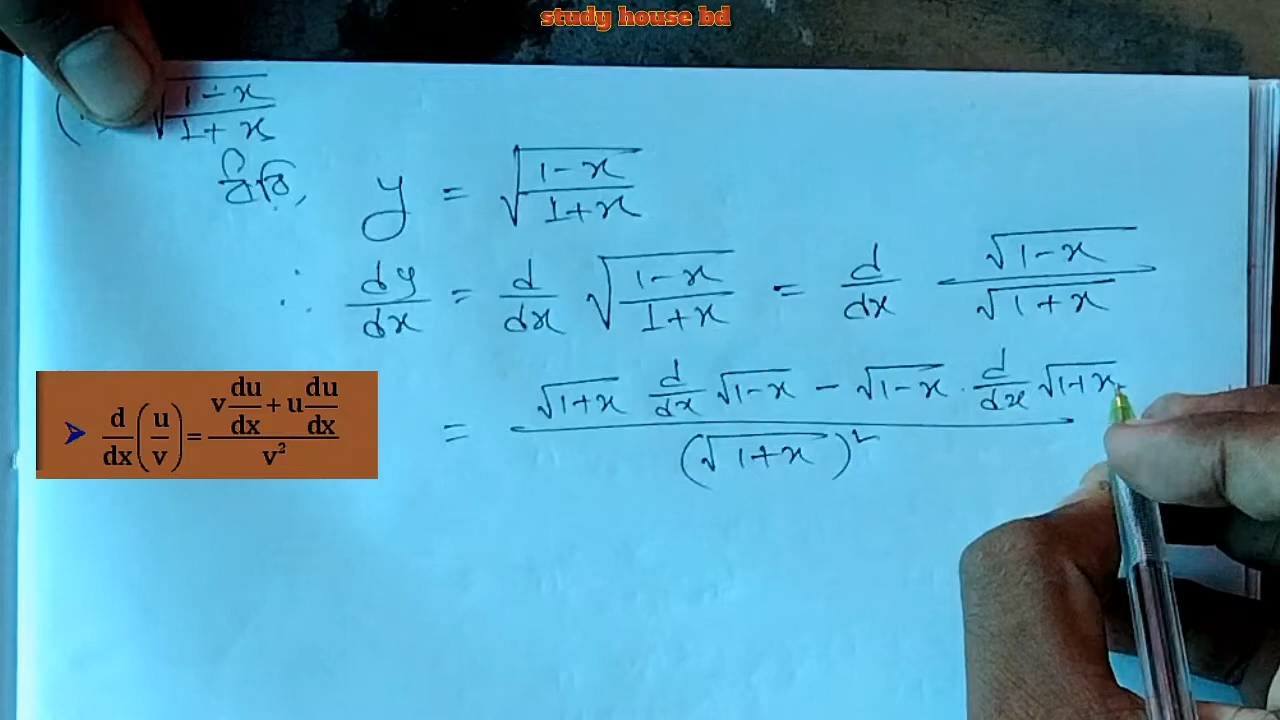 study house bd
√(1-x)/(1+x)
ধরি, y = √(1-x)/(1+x)
∴ dy/dx = d/dx √(1-x)/(1+x) = d/dx √1-x/√1+x
= (√1+x d/dx √1-x - √1-x . d/dx √1+x)/(√1+x)²
➤ d/dx (u/v) = (v du/dx + u du/dx)/v²